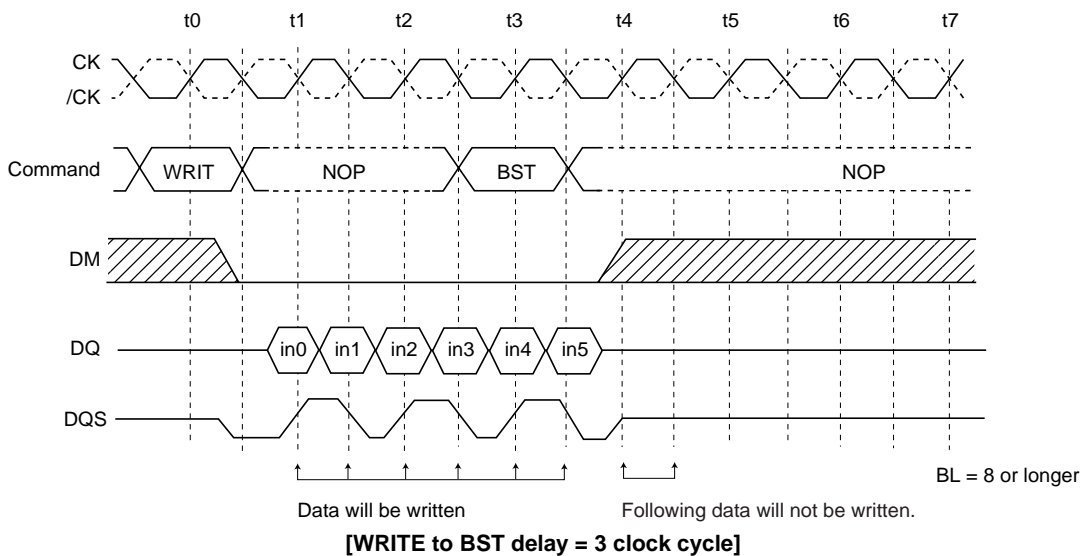 t0 t1 t2 t3 t4 t5 t6 t7
CK
/CK
Command WRIT NOP BST NOP
DM
DQ in0 in1 in2 in3 in4 in5
DQS
BL = 8 or longer
Data will be written Following data will not be written.
[WRITE to BST delay = 3 clock cycle]